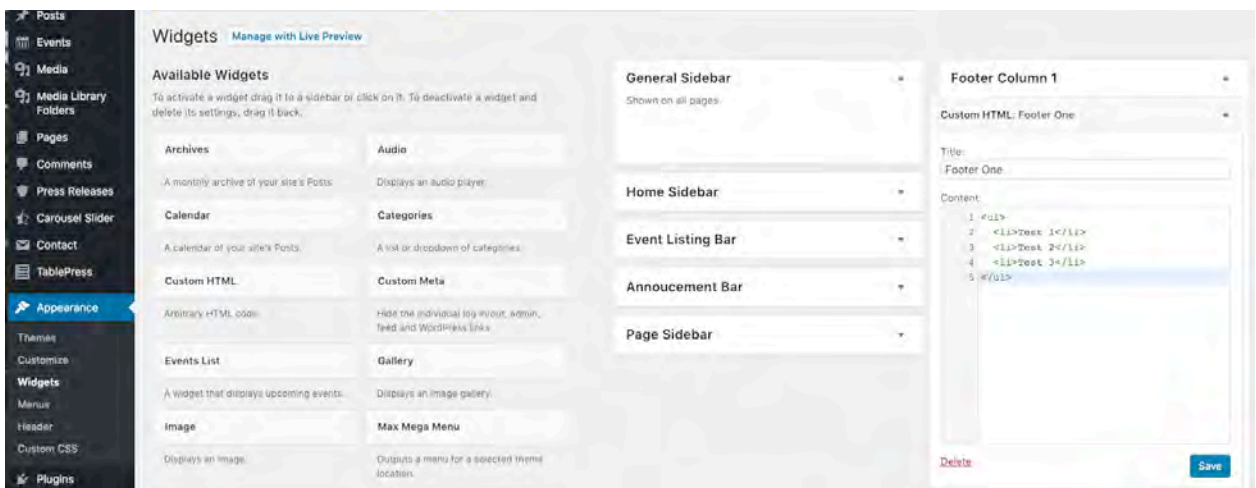 Posts
Events
Media
Media Library
Folders
Pages
Comments
Press Releases
Carousel Slider
Contact
TablePress
Appearance
Themes
Customize
Widgets
Menus
Header
Custom CSS
Plugins
Widgets Manage with Live Preview
Available Widgets
To activate a widget drag it to a sidebar or click on it. To deactivate a widget and
delete its settings, drag it back.
Archives
A monthly archive of your site's Posts.
Audio
Displays an audio player.
Calendar
A calendar of your site's Posts.
Categories
A list or dropdown of categories.
Custom HTML
Arbitrary HTML code.
Custom Meta
Hide the individual log in/out, admin,
feed and WordPress links
Events List
A widget that displays upcoming events.
Gallery
Displays an image gallery.
Image
Displays an image.
Max Mega Menu
Outputs a menu for a selected theme
location.
General Sidebar
Shown on all pages
Home Sidebar
Event Listing Bar
Annoucement Bar
Page Sidebar
Footer Column 1
Custom HTML: Footer One
Title:
Footer One
Content:
1 <ul>
2 <li>Test 1</li>
3 <li>Test 2</li>
4 <li>Test 3</li>
5 </ul>
Delete
Save